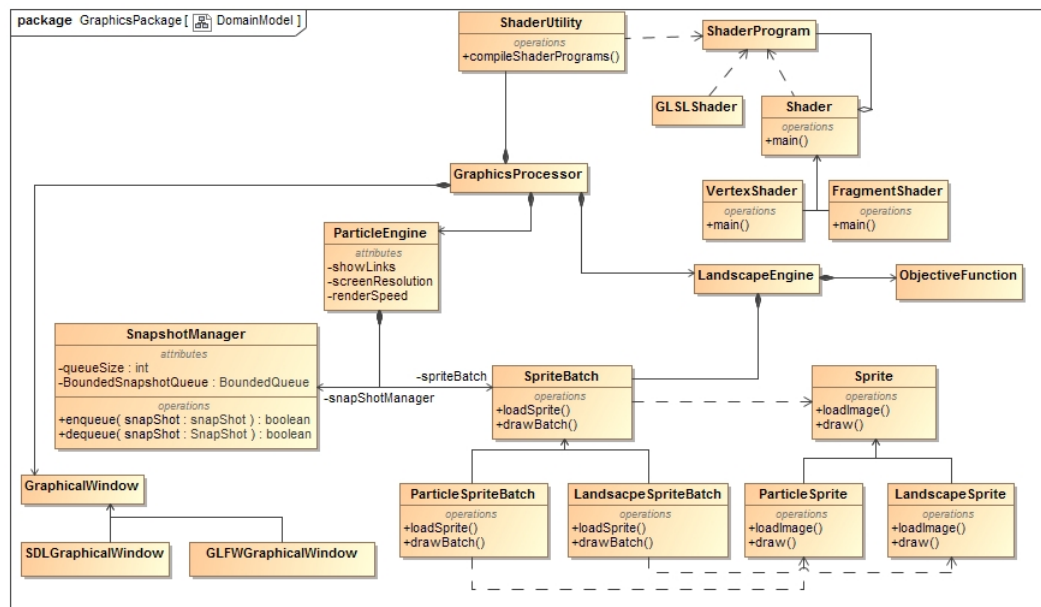 package GraphicsPackage [ DomainModel ]
ShaderUtility
operations
+compileShaderPrograms()
ShaderProgram
GLSLShader
Shader
operations
+main()
GraphicsProcessor
VertexShader
operations
+main()
FragmentShader
operations
+main()
ParticleEngine
attributes
-showLinks
-screenResolution
-renderSpeed
LandscapeEngine
ObjectiveFunction
SnapshotManager
attributes
-queueSize : int
-BoundedSnapshotQueue : BoundedQueue
operations
+enqueue( snapShot : snapShot ) : boolean
+dequeue( snapShot : SnapShot ) : boolean
-spriteBatch
-snapShotManager
SpriteBatch
operations
+loadSprite()
+drawBatch()
Sprite
operations
+loadImage()
+draw()
GraphicalWindow
SDLGraphicalWindow
GLFWGraphicalWindow
ParticleSpriteBatch
operations
+loadSprite()
+drawBatch()
LandsacpeSpriteBatch
operations
+loadSprite()
+drawBatch()
ParticleSprite
operations
+loadImage()
+draw()
LandscapeSprite
operations
+loadImage()
+draw()